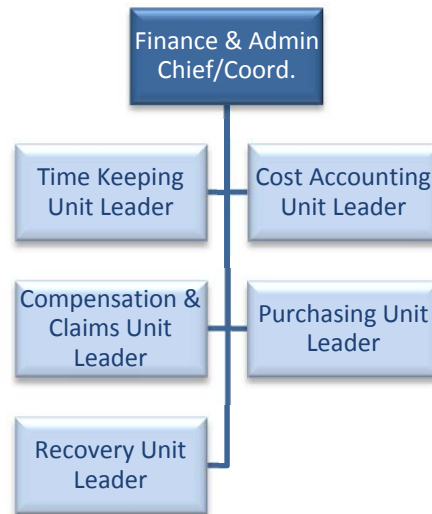 Finance & Admin
Chief/Coord.
Time Keeping
Unit Leader
Cost Accounting
Unit Leader
Compensation &
Claims Unit
Leader
Purchasing Unit
Leader
Recovery Unit
Leader